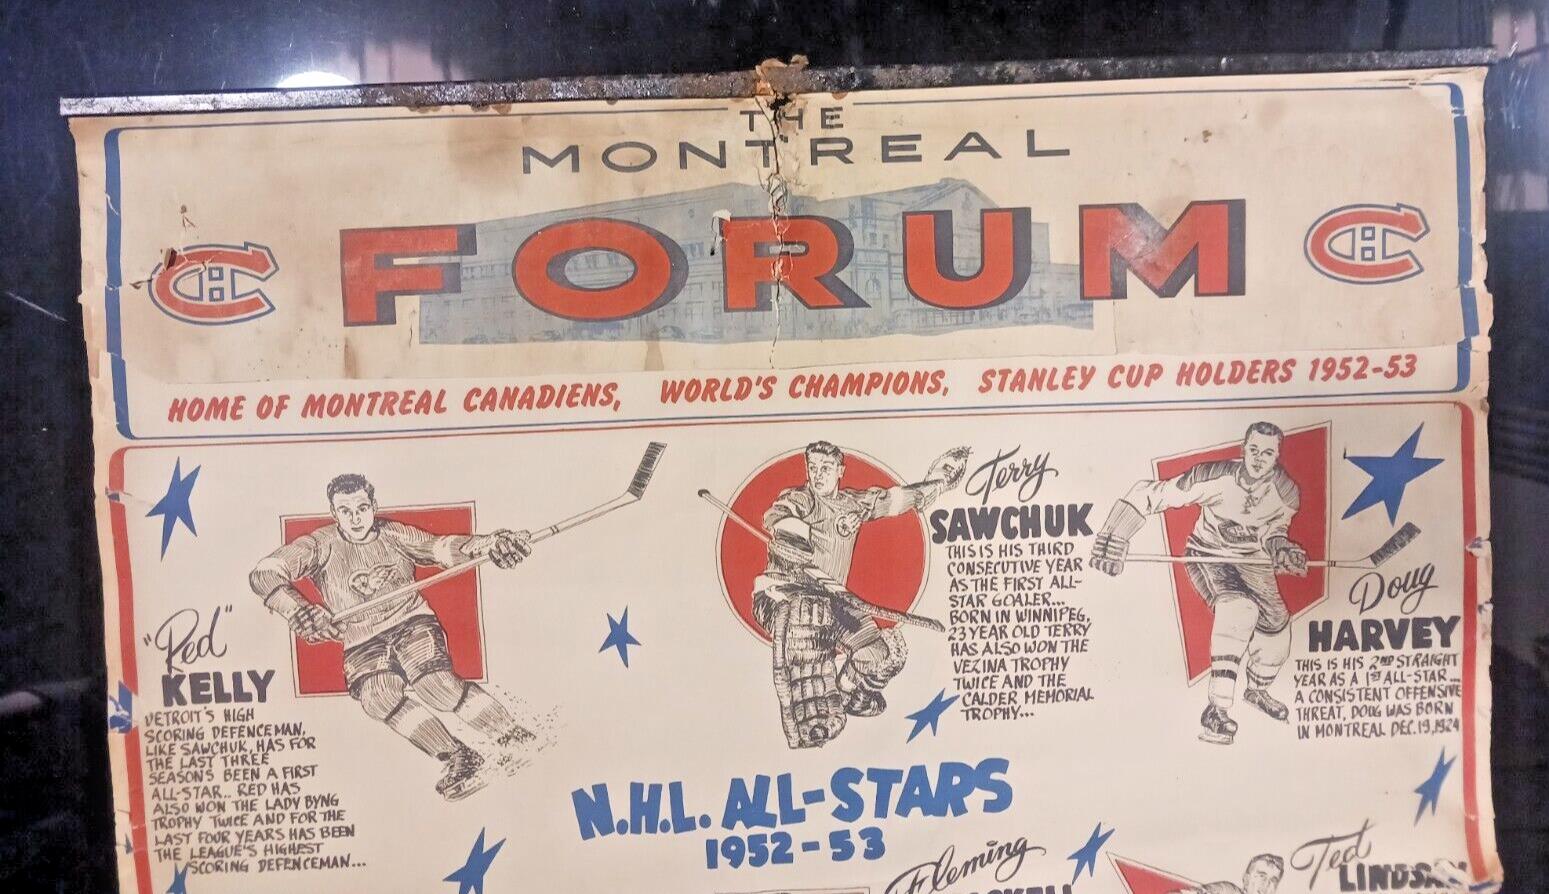 THE
MONTREAL
FORUM
HOME OF MONTREAL CANADIENS, WORLD'S CHAMPIONS, STANLEY CUP HOLDERS 1952-53
"Red"
KELLY
DETROIT'S HIGH
SCORING DEFENCEMAN,
LIKE SAWCHUK, HAS FOR
THE LAST THREE
SEASONS BEEN A FIRST
ALL-STAR.. RED HAS
ALSO WON THE LADY BYNG
TROPHY TWICE AND FOR THE
LAST FOUR YEARS HAS BEEN
THE LEAGUE'S HIGHEST
SCORING DEFENCEMAN...
Terry
SAWCHUK
THIS IS HIS THIRD
CONSECUTIVE YEAR
AS THE FIRST ALL-
STAR GOALER...
BORN IN WINNIPEG,
23 YEAR OLD TERRY
HAS ALSO WON THE
VEZINA TROPHY
TWICE AND THE
CALDER MEMORIAL
TROPHY...
Doug
HARVEY
THIS IS HIS 2ND STRAIGHT
YEAR AS A 1ST ALL-STAR...
A CONSISTENT OFFENSIVE
THREAT, DOUG WAS BORN
IN MONTREAL DEC. 19, 1924
N.H.L. ALL-STARS
1952-53
Fleming
Ted
LINDSAY